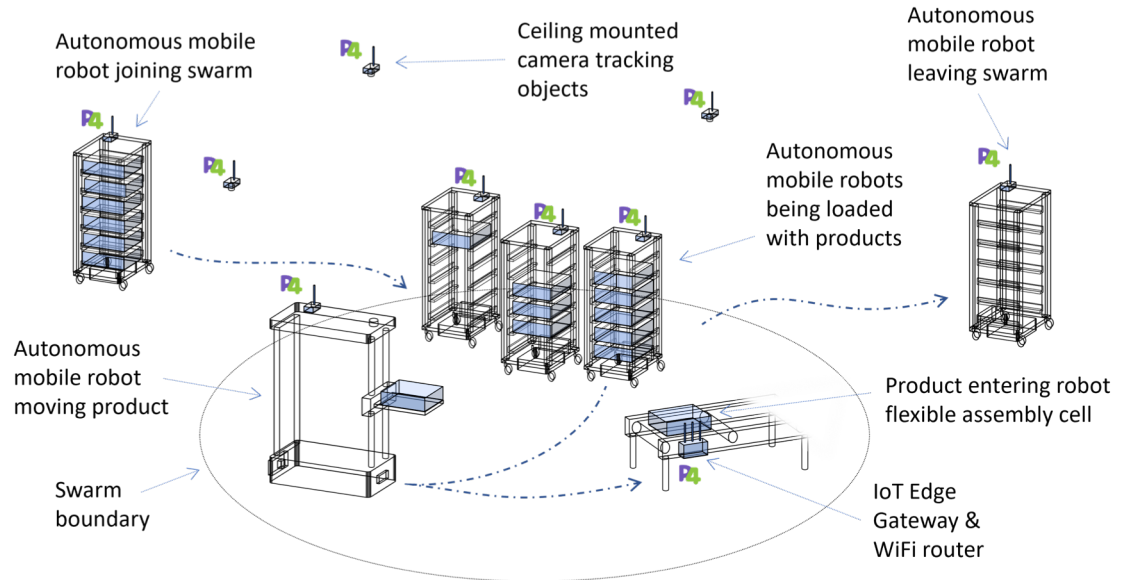 Autonomous mobile
robot joining swarm
P4
Ceiling mounted
camera tracking
objects
Autonomous
mobile robot
leaving swarm
P4
P4
P4
P4
P4
P4
P4
P4
Autonomous
mobile robots
being loaded
with products
P4
Autonomous
mobile robot
moving product
Product entering robot
flexible assembly cell
P4
Swarm
boundary
IoT Edge
Gateway &
WiFi router